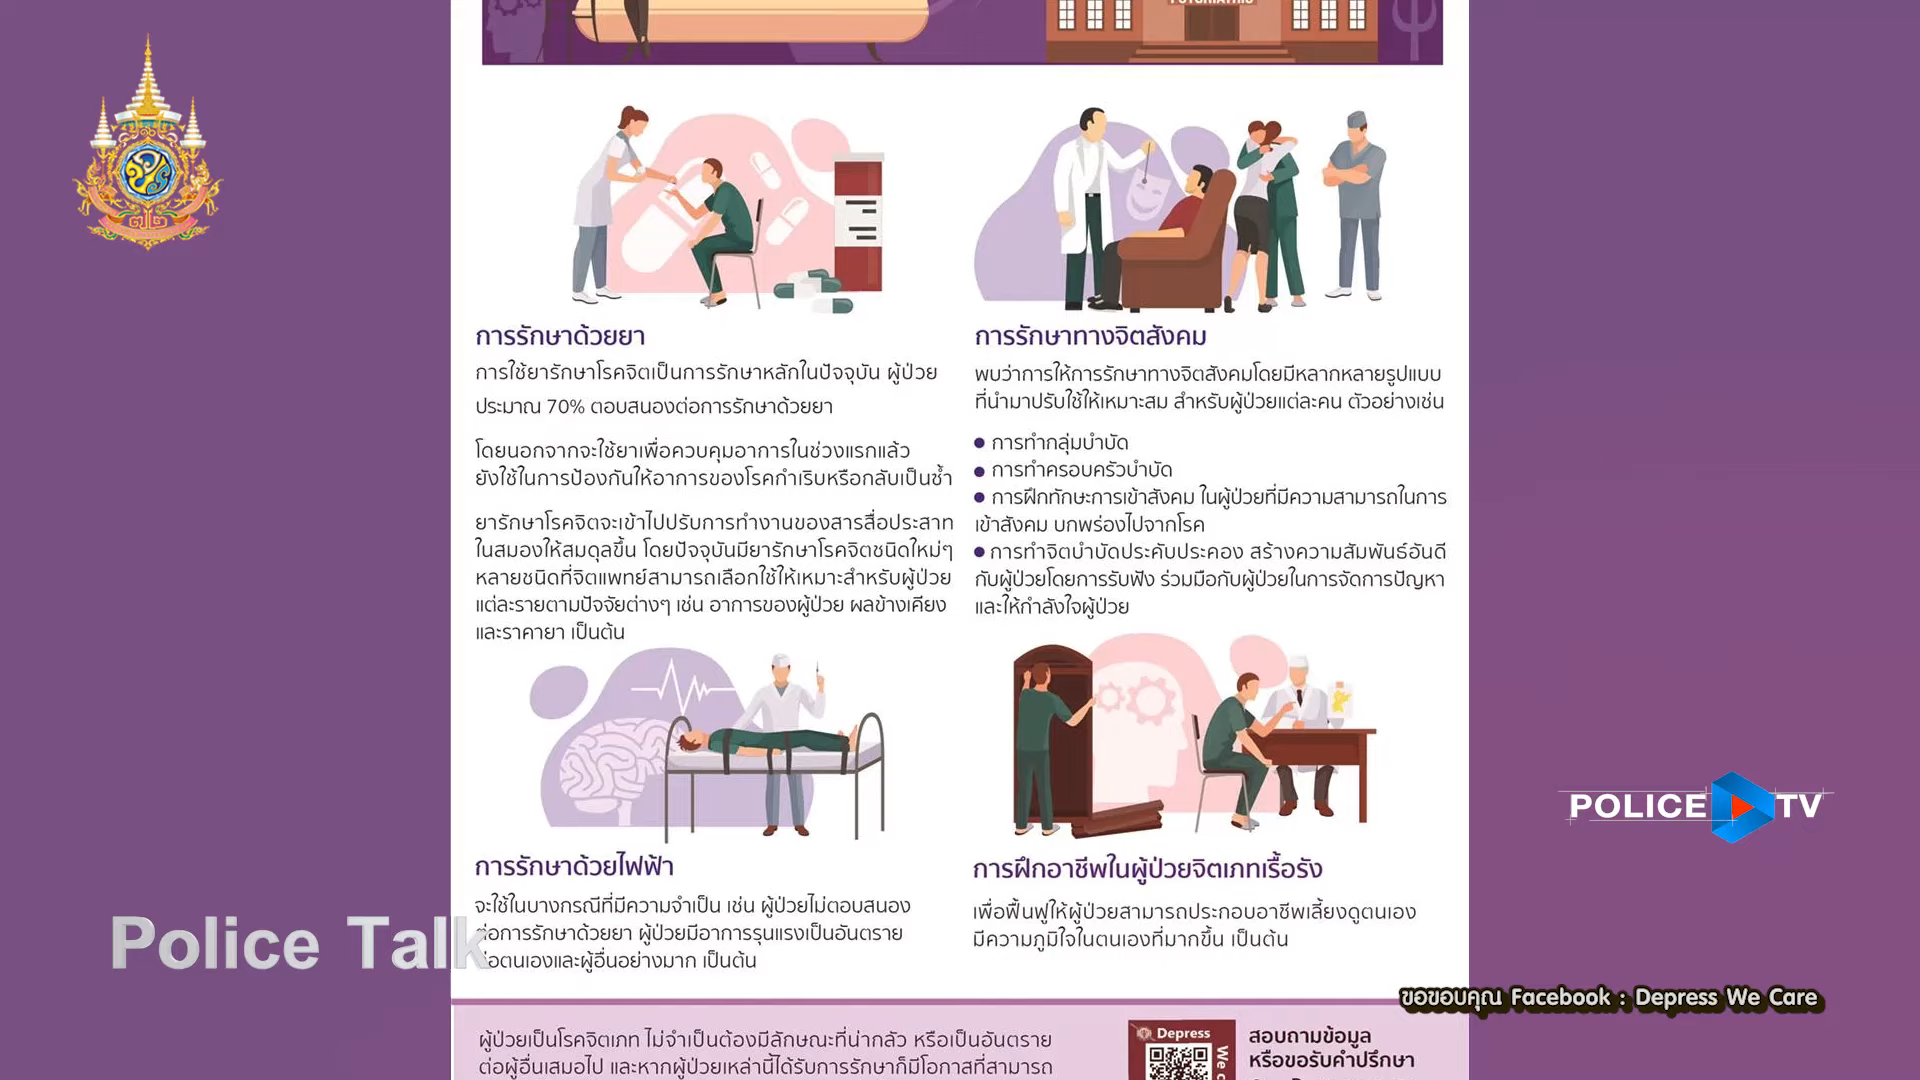 PSYCHIATRIC
การรักษาด้วยยา
การใช้ยารักษาโรคจิตเป็นการรักษาหลักในปัจจุบัน ผู้ป่วย
ประมาณ 70% ตอบสนองต่อการรักษาด้วยยา
โดยนอกจากจะใช้ยาเพื่อควบคุมอาการในช่วงแรกแล้ว
ยังใช้ในการป้องกันให้อาการของโรคกำเริบหรือกลับเป็นซ้ำ
ยารักษาโรคจิตจะเข้าไปปรับการทำงานของสารสื่อประสาท
ในสมองให้สมดุลขึ้น โดยปัจจุบันมียารักษาโรคจิตชนิดใหม่ๆ
หลายชนิดที่จิตแพทย์สามารถเลือกใช้ให้เหมาะสำหรับผู้ป่วย
แต่ละรายตามปัจจัยต่างๆ เช่น อาการของผู้ป่วย ผลข้างเคียง
และราคายา เป็นต้น
การรักษาทางจิตสังคม
พบว่าการให้การรักษาทางจิตสังคมโดยมีหลากหลายรูปแบบ
ที่นำมาปรับใช้ให้เหมาะสม สำหรับผู้ป่วยแต่ละคน ตัวอย่างเช่น
● การทำกลุ่มบำบัด
● การทำครอบครัวบำบัด
● การฝึกทักษะการเข้าสังคม ในผู้ป่วยที่มีความสามารถในการ
เข้าสังคม บกพร่องไปจากโรค
● การทำจิตบำบัดประคับประคอง สร้างความสัมพันธ์อันดี
กับผู้ป่วยโดยการรับฟัง ร่วมมือกับผู้ป่วยในการจัดการปัญหา
และให้กำลังใจผู้ป่วย
การรักษาด้วยไฟฟ้า
จะใช้ในบางกรณีที่มีความจำเป็น เช่น ผู้ป่วยไม่ตอบสนอง
ต่อการรักษาด้วยยา ผู้ป่วยมีอาการรุนแรงเป็นอันตราย
ต่อตนเองและผู้อื่นอย่างมาก เป็นต้น
การฝึกอาชีพในผู้ป่วยจิตเภทเรื้อรัง
เพื่อฟื้นฟูให้ผู้ป่วยสามารถประกอบอาชีพเลี้ยงดูตนเอง
มีความภูมิใจในตนเองที่มากขึ้น เป็นต้น
POLICE TV
Police Talk
ขอขอบคุณ Facebook : Depress We Care
ผู้ป่วยเป็นโรคจิตเภท ไม่จำเป็นต้องมีลักษณะที่น่ากลัว หรือเป็นอันตราย
ต่อผู้อื่นเสมอไป และหากผู้ป่วยเหล่านี้ได้รับการรักษาก็มีโอกาสที่สามารถ
Depress
We
สอบถามข้อมูล
หรือขอรับคำปรึกษา